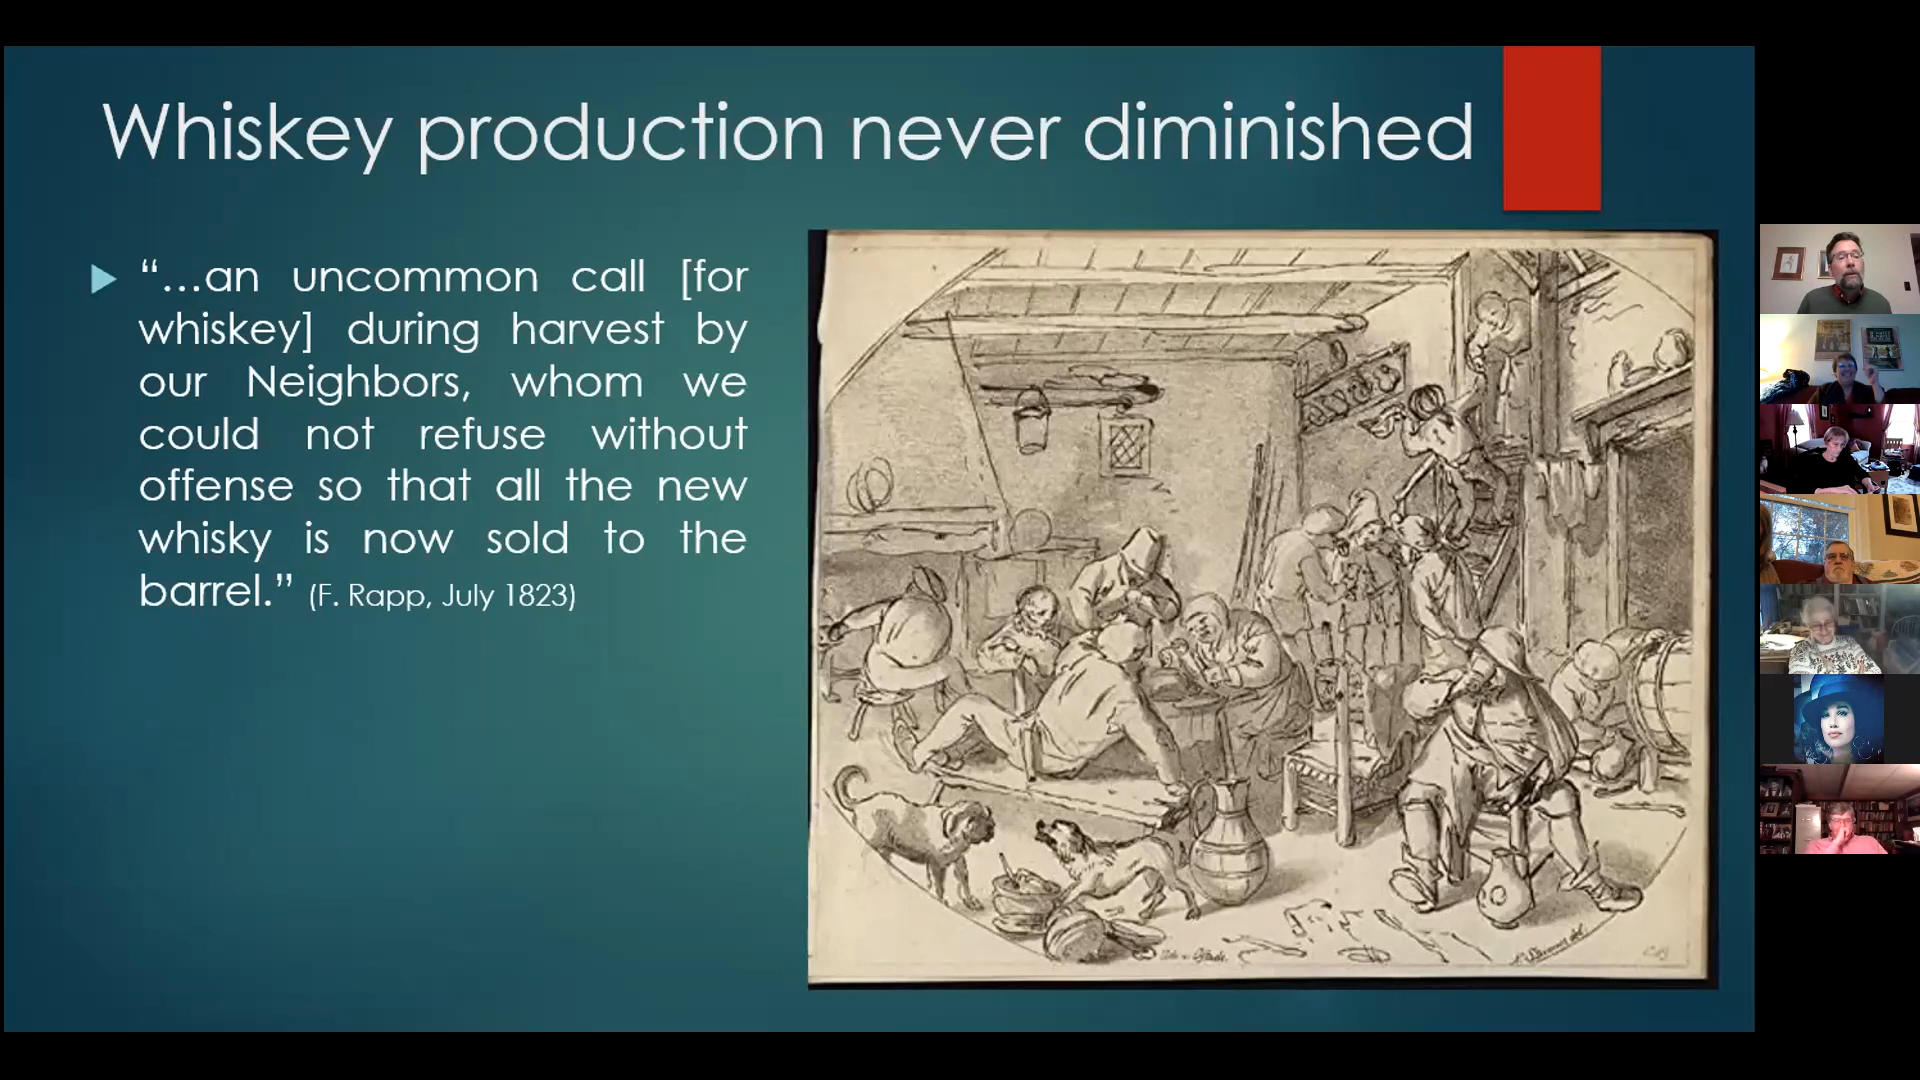 Whiskey production never diminished
“…an uncommon call [for
whiskey] during harvest by
our Neighbors, whom we
could not refuse without
offense so that all the new
whisky is now sold to the
barrel.” (F. Rapp, July 1823)